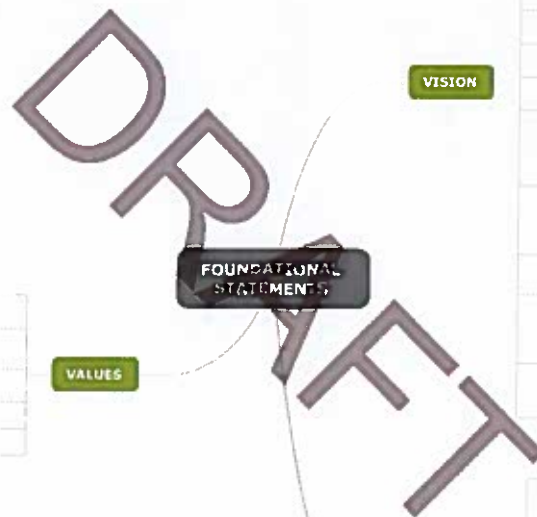 VISION
DRAFT
FOUNDATIONAL
STATEMENTS
VALUES